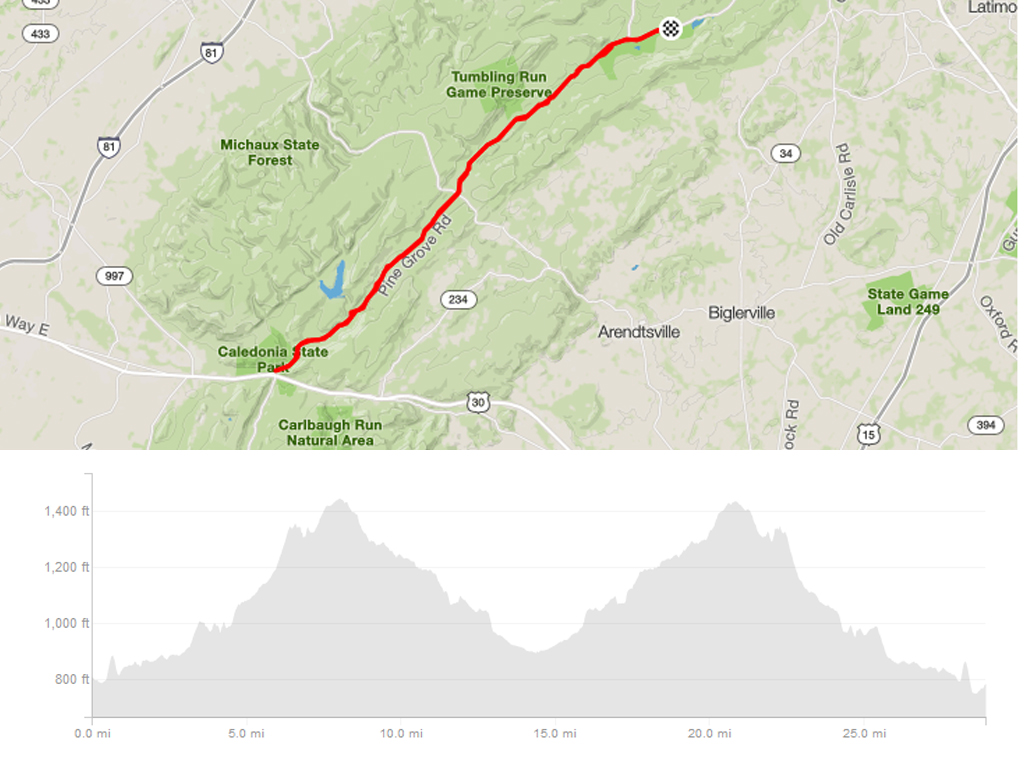 433
433
81
Latimo
Tumbling Run
Game Preserve
81
Michaux State
Forest
34
Old Carlisle Rd
Pine Grove Rd
997
234
State Game
Land 249
Way E
Biglerville
Arendtsville
Oxford R
Caledonia State
Park
30
Carlbaugh Run
Natural Area
ock Rd
15
394
1,400 ft
1,200 ft
1,000 ft
800 ft
0.0 mi
5.0 mi
10.0 mi
15.0 mi
20.0 mi
25.0 mi